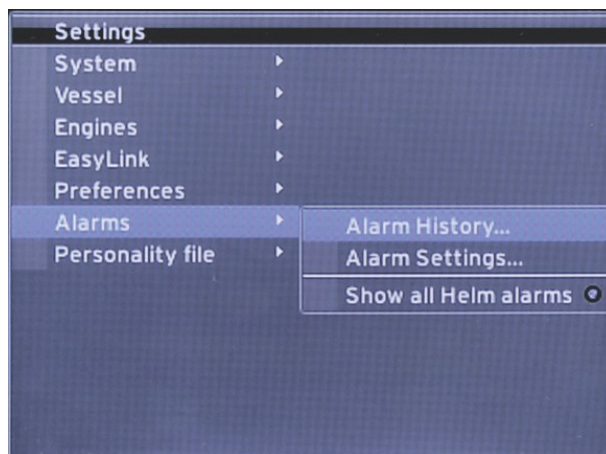 Settings
System
Vessel
Engines
EasyLink
Preferences
Alarms
Personality file
Alarm History...
Alarm Settings...
Show all Helm alarms